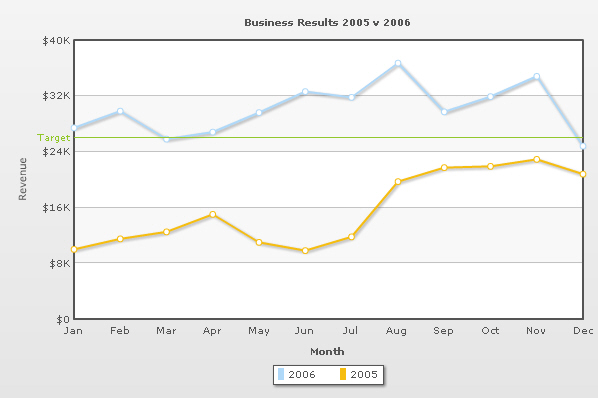 Business Results 2005 v 2006
$40K
$32K
Target
$24K
$16K
$8K
$0
Revenue
Jan Feb Mar Apr May Jun Jul Aug Sep Oct Nov Dec
Month
2006 2005